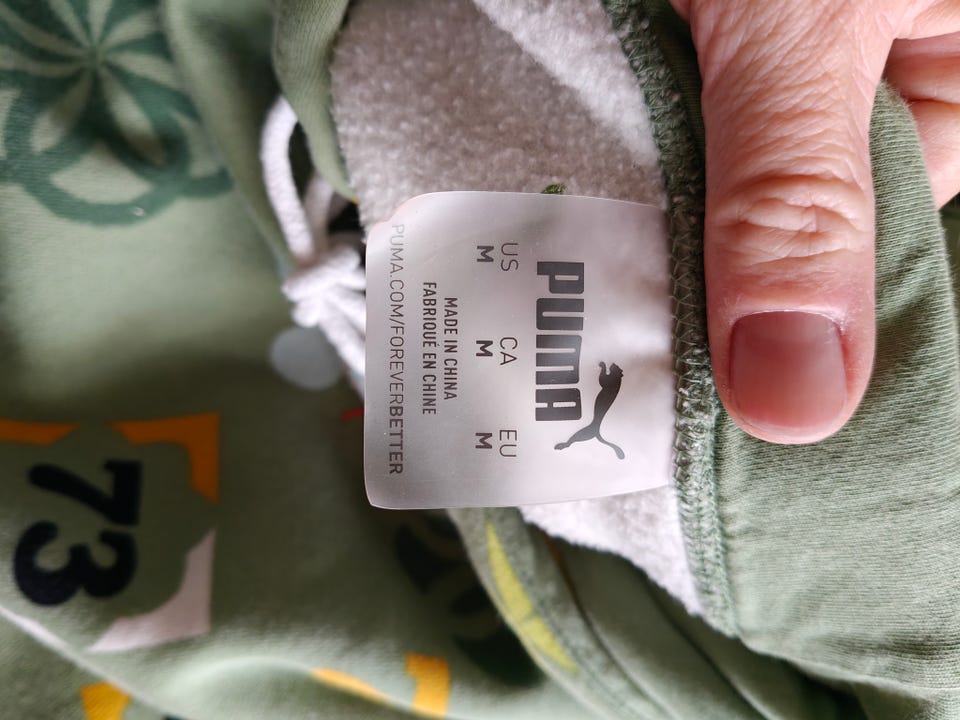 PUMA
US CA EU
M M M
MADE IN CHINA
FABRIQUÉ EN CHINE
PUMA.COM/FOREVERBETTER
73